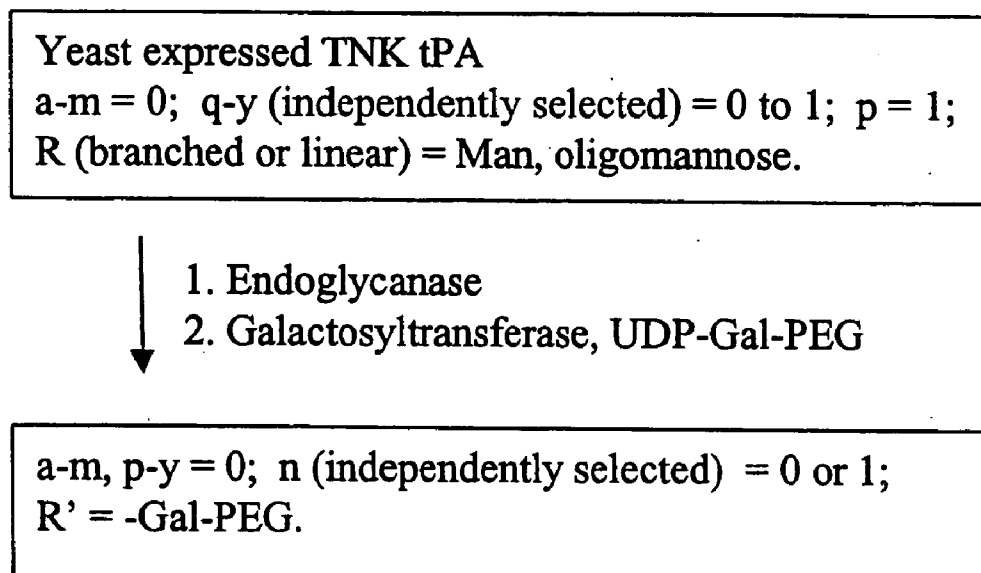 Yeast expressed TNK tPA
a-m = 0; q-y (independently selected) = 0 to 1; p = 1;
R (branched or linear) = Man, oligomannose.
1. Endoglycanase
2. Galactosyltransferase, UDP-Gal-PEG
a-m, p-y = 0; n (independently selected) = 0 or 1;
R’ = -Gal-PEG.